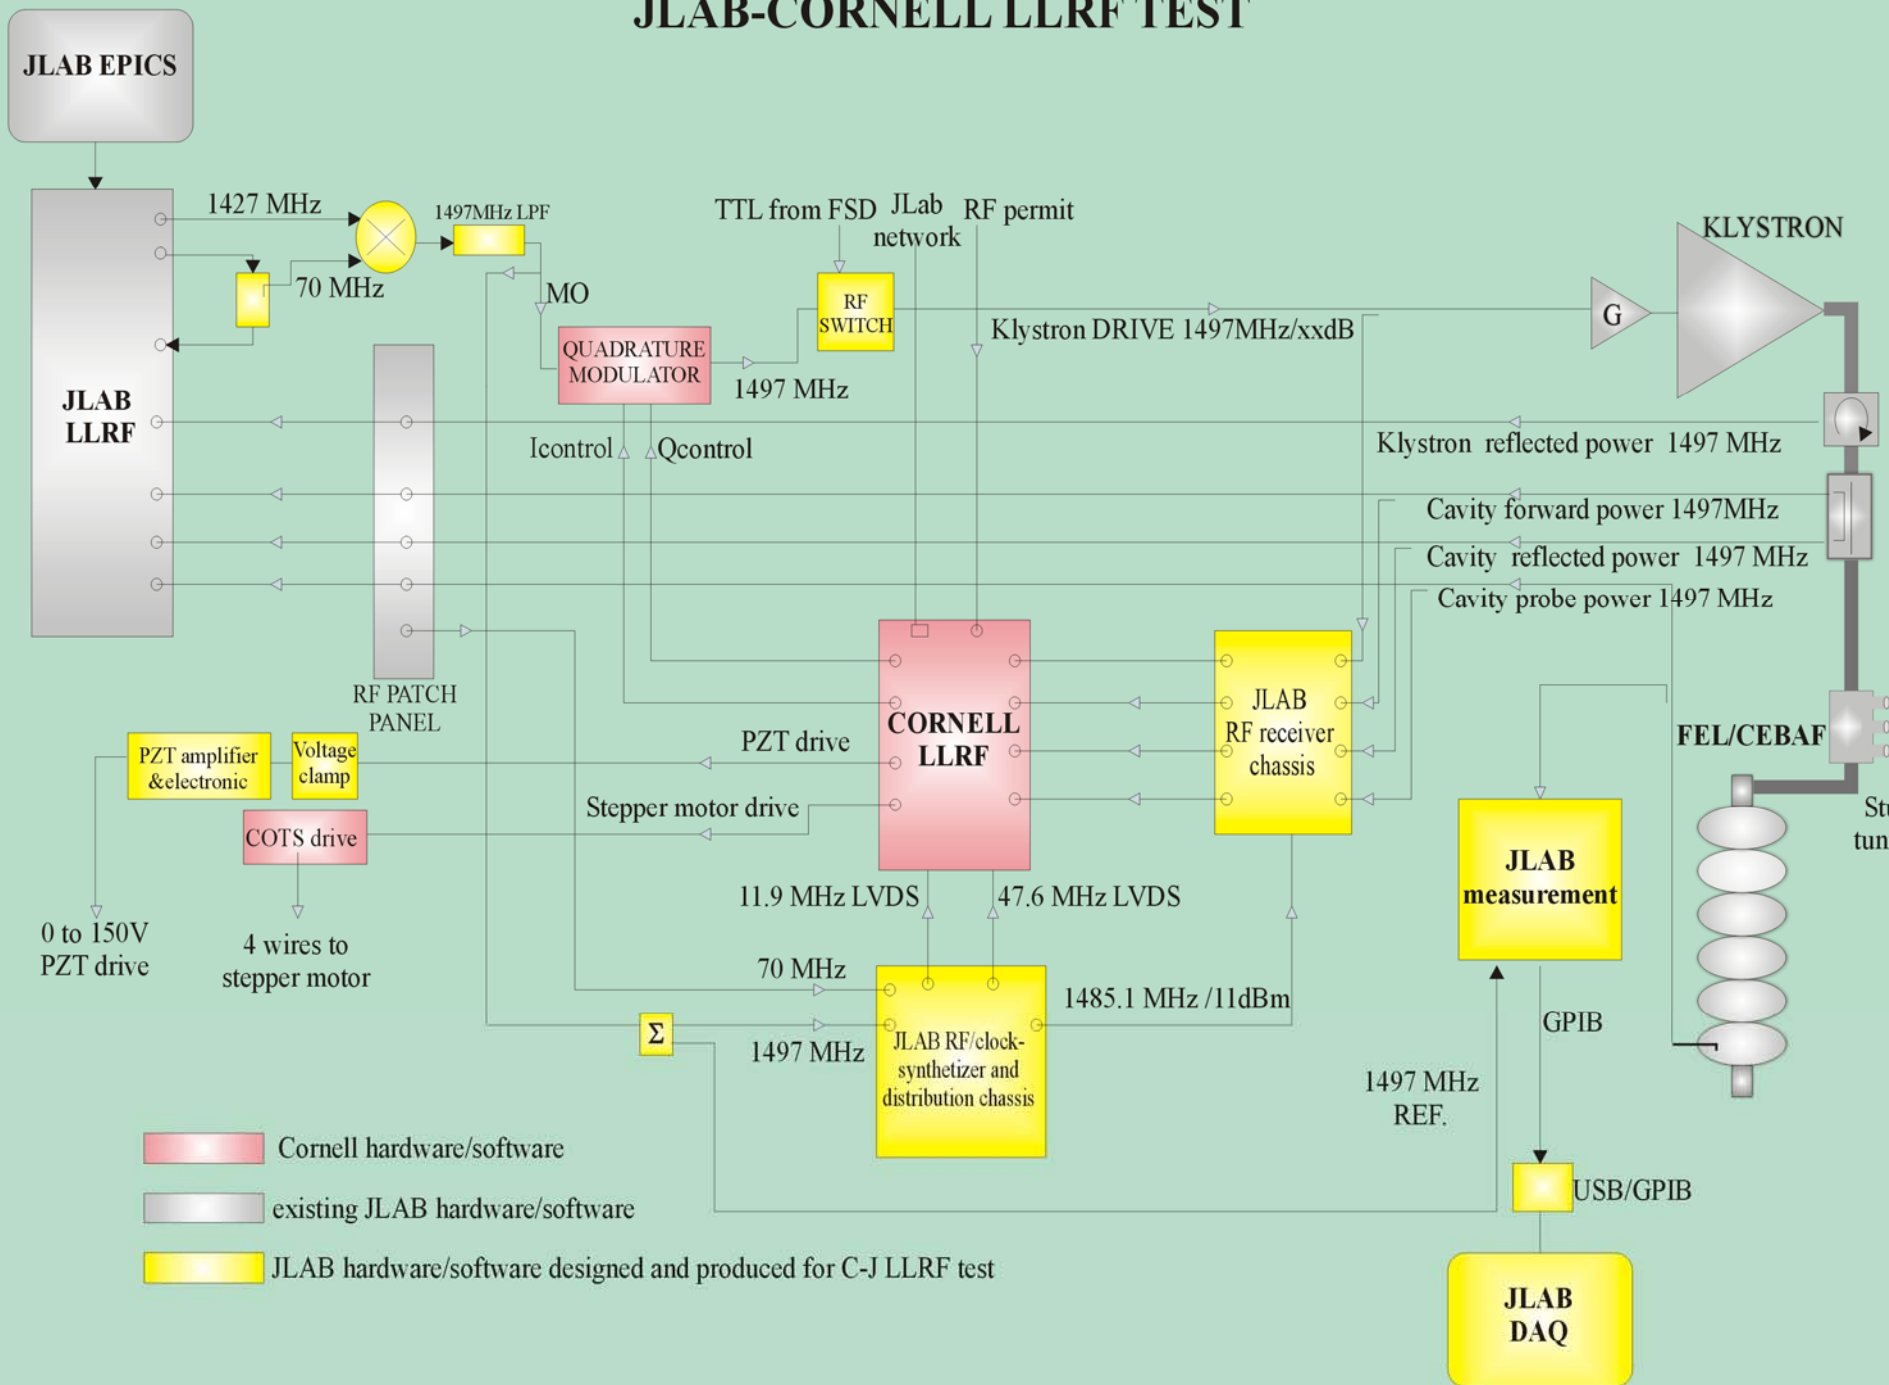 JLAB-CORNELL LLRF TEST
JLAB EPICS
1427 MHz
1497MHz LPF
TTL from FSD
JLab
network
RF permit
KLYSTRON
70 MHz
MO
RF
SWITCH
G
Klystron DRIVE 1497MHz/xxdB
QUADRATURE
MODULATOR
1497 MHz
JLAB
LLRF
Icontrol
Qcontrol
Klystron reflected power 1497 MHz
Cavity forward power 1497MHz
Cavity reflected power 1497 MHz
Cavity probe power 1497 MHz
RF PATCH
PANEL
PZT amplifier
&electronic
Voltage
clamp
PZT drive
CORNELL
LLRF
JLAB
RF receiver
chassis
FEL/CEBAF
Stepper motor drive
COTS drive
JLAB
measurement
11.9 MHz LVDS
47.6 MHz LVDS
0 to 150V
PZT drive
4 wires to
stepper motor
70 MHz
1485.1 MHz /11dBm
Σ
1497 MHz
JLAB RF/clock-
synthetizer and
distribution chassis
GPIB
1497 MHz
REF.
Cornell hardware/software
existing JLAB hardware/software
JLAB hardware/software designed and produced for C-J LLRF test
USB/GPIB
JLAB
DAQ